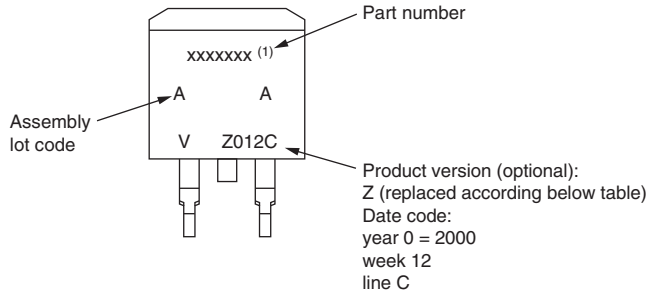 Part number
xxxxxxx (1)
A A
Assembly
lot code
V Z012C
Product version (optional):
Z (replaced according below table)
Date code:
year 0 = 2000
week 12
line C